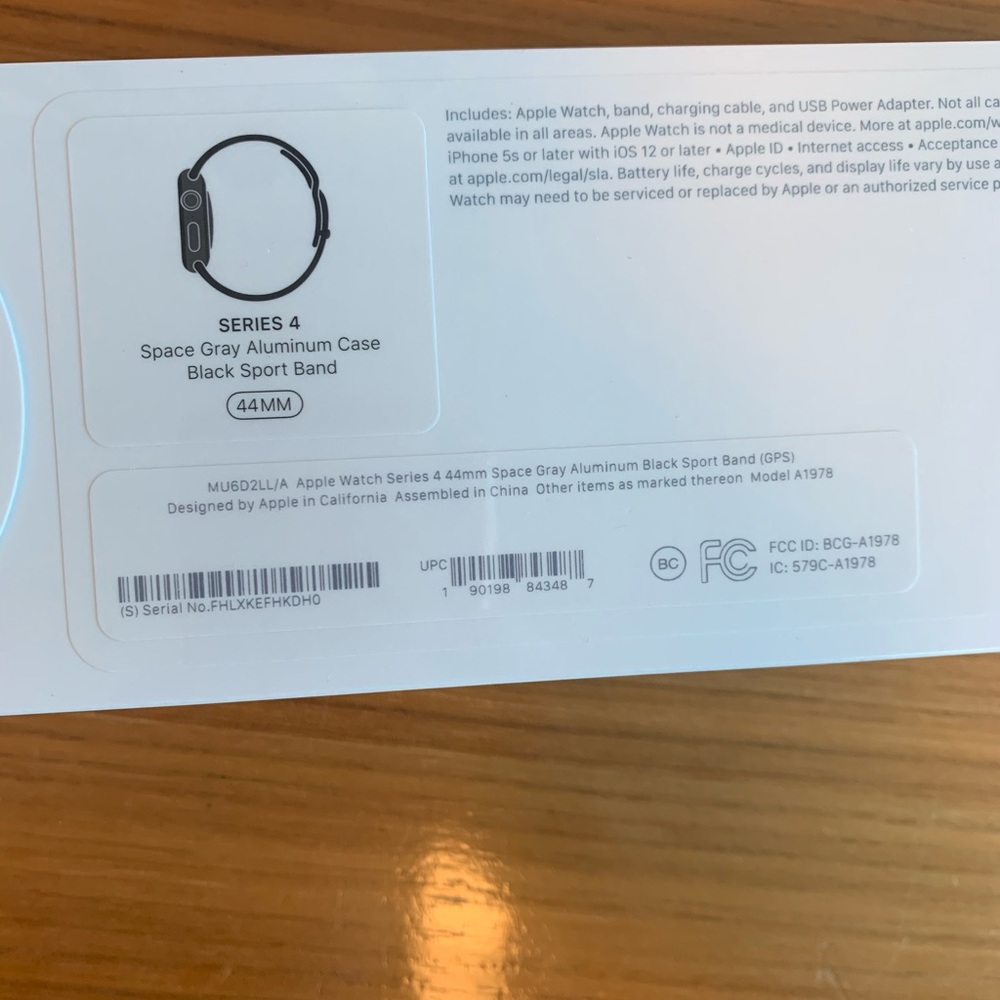 Includes: Apple Watch, band, charging cable, and USB Power Adapter. Not all ca
available in all areas. Apple Watch is not a medical device. More at apple.com/w
iPhone 5s or later with iOS 12 or later • Apple ID • Internet access • Acceptance
at apple.com/legal/sla. Battery life, charge cycles, and display life vary by use a
Watch may need to be serviced or replaced by Apple or an authorized service p
SERIES 4
Space Gray Aluminum Case
Black Sport Band
44MM
MU6D2LL/A Apple Watch Series 4 44mm Space Gray Aluminum Black Sport Band (GPS)
Designed by Apple in California Assembled in China Other items as marked thereon Model A1978
(S) Serial No.FHLXKEFHKDH0
UPC
1 90198 84348 7
BC
FC
FCC ID: BCG-A1978
IC: 579C-A1978